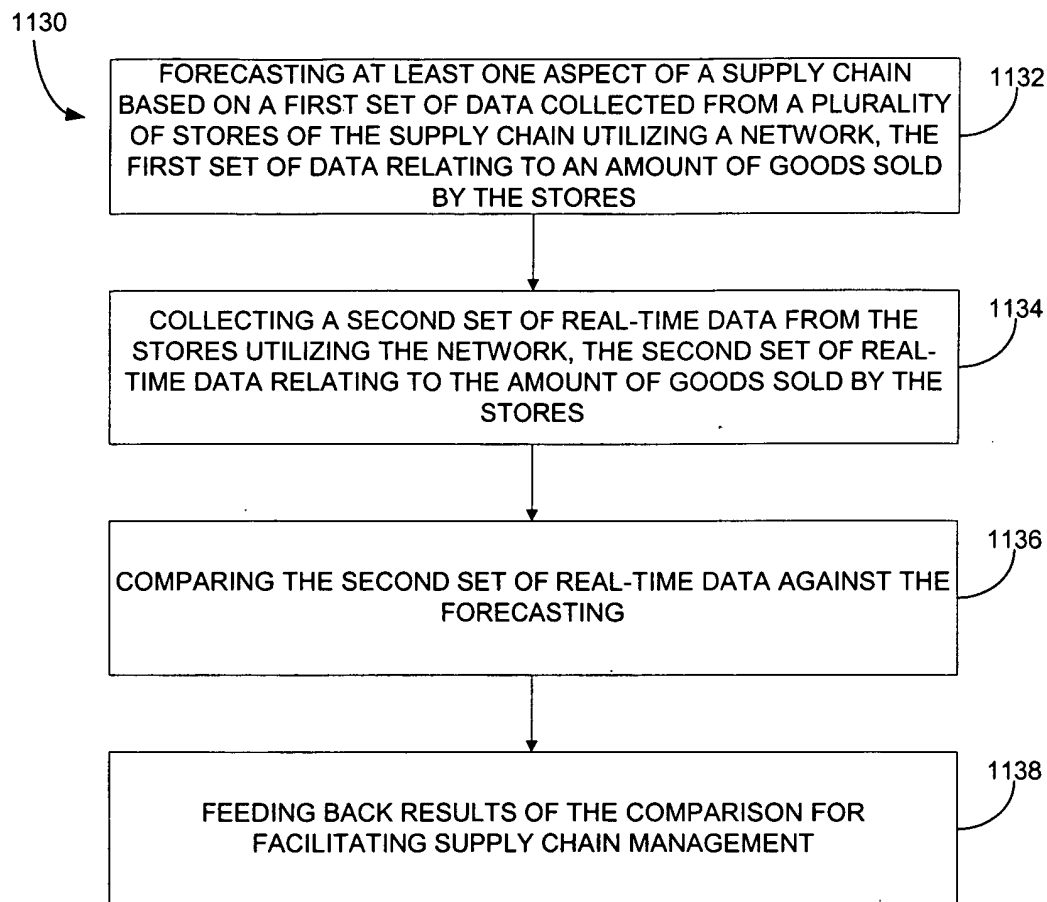 1130
FORECASTING AT LEAST ONE ASPECT OF A SUPPLY CHAIN
BASED ON A FIRST SET OF DATA COLLECTED FROM A PLURALITY
OF STORES OF THE SUPPLY CHAIN UTILIZING A NETWORK, THE
FIRST SET OF DATA RELATING TO AN AMOUNT OF GOODS SOLD
BY THE STORES
1132
COLLECTING A SECOND SET OF REAL-TIME DATA FROM THE
STORES UTILIZING THE NETWORK, THE SECOND SET OF REAL-
TIME DATA RELATING TO THE AMOUNT OF GOODS SOLD BY THE
STORES
1134
COMPARING THE SECOND SET OF REAL-TIME DATA AGAINST THE
FORECASTING
1136
FEEDING BACK RESULTS OF THE COMPARISON FOR
FACILITATING SUPPLY CHAIN MANAGEMENT
1138